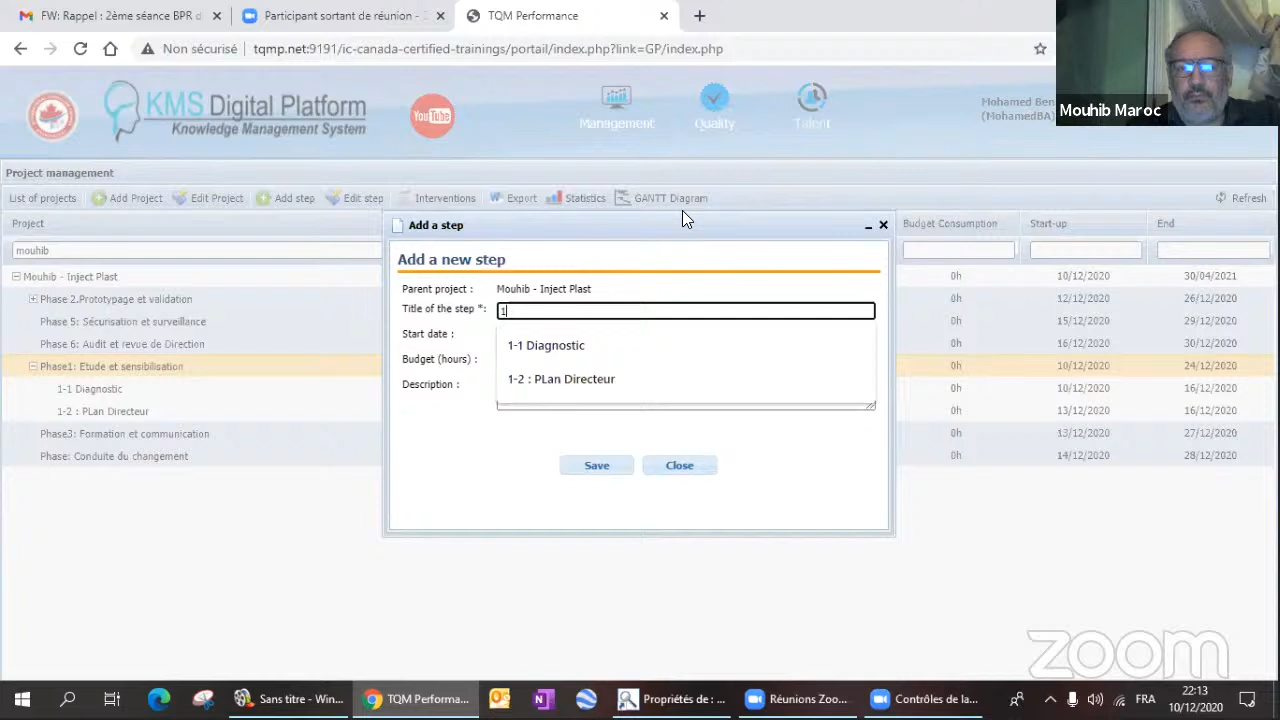 FW: Rappel : 2ème séance BPR d
Participant sortant de réunion - Z
TQM Performance
Non sécurisé
tqmp.net:9191/ic-canada-certified-trainings/portail/index.php?link=GP/index.php
KMS Digital Platform
Knowledge Management System
YouTube
Management
Quality
Talent
Mohamed Ben
(MohamedBA)
Mouhib Maroc
Project management
List of projects
Add Project
Edit Project
Add step
Edit step
Interventions
Export
Statistics
GANTT Diagram
Refresh
Project
Budget Consumption
Start-up
End
mouhib
Mouhib - Inject Plast
0h
10/12/2020
30/04/2021
Phase 2.Prototypage et validation
0h
12/12/2020
26/12/2020
Phase 5: Sécurisation et surveillance
0h
15/12/2020
29/12/2020
Phase 6: Audit et revue de Direction
0h
16/12/2020
30/12/2020
Phase1: Etude et sensibilisation
0h
10/12/2020
24/12/2020
1-1 Diagnostic
0h
10/12/2020
16/12/2020
1-2 : PLan Directeur
0h
13/12/2020
16/12/2020
Phase3: Formation et communication
0h
13/12/2020
27/12/2020
Phase: Conduite du changement
0h
14/12/2020
28/12/2020
Add a step
Add a new step
Parent project :
Mouhib - Inject Plast
Title of the step *:
1
Start date :
1-1 Diagnostic
Budget (hours) :
1-2 : PLan Directeur
Description :
Save
Close
zoom
Sans titre - Win...
TQM Performa...
Propriétés de : ...
Réunions Zoo...
Contrôles de la...
FRA
22:13
10/12/2020